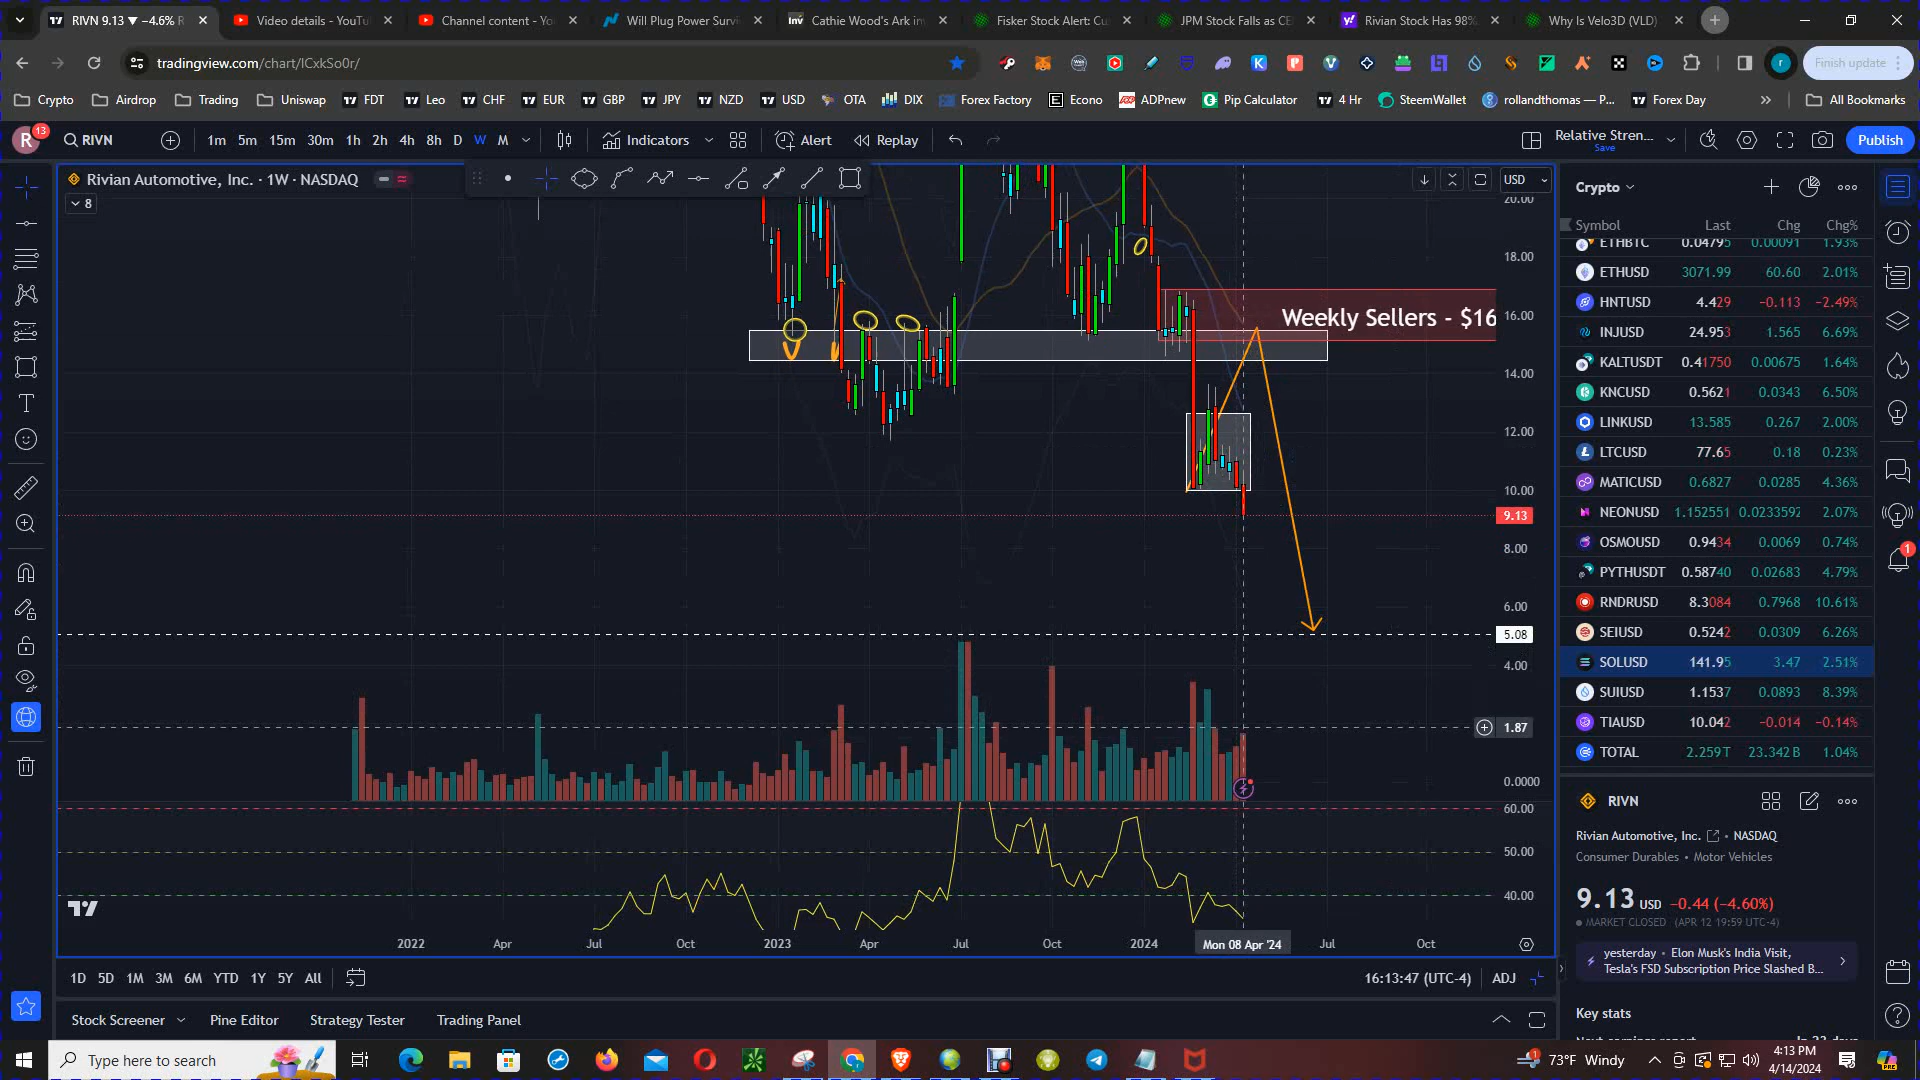 RIVN 9.13 ▼ −4.6% R
Video details - YouTu
Channel content - Yo
Will Plug Power Survi
Cathie Wood's Ark in
Fisker Stock Alert: Cu
JPM Stock Falls as CE
Rivian Stock Has 98%
Why Is Velo3D (VLD)
tradingview.com/chart/ICxkSo0r/
Finish update
Crypto
Airdrop
Trading
Uniswap
FDT
Leo
CHF
EUR
GBP
JPY
NZD
USD
OTA
DIX
Forex Factory
Econo
ADPnew
Pip Calculator
4 Hr
SteemWallet
rollandthomas — P...
Forex Day
All Bookmarks
R 13
RIVN
1m 5m 15m 30m 1h 2h 4h 8h D W M
Indicators
Alert
Replay
Relative Stren...
Save
Publish
Rivian Automotive, Inc. · 1W · NASDAQ
8
USD
20.00
18.00
16.00
14.00
12.00
10.00
9.13
8.00
6.00
5.08
4.00
1.87
0.0000
60.00
50.00
40.00
Weekly Sellers - $16
2022 Apr Jul Oct 2023 Apr Jul Oct 2024 Mon 08 Apr '24 Jul Oct
1D 5D 1M 3M 6M YTD 1Y 5Y All
16:13:47 (UTC-4)
ADJ
Stock Screener
Pine Editor
Strategy Tester
Trading Panel
Crypto
Symbol Last Chg Chg%
ETHBTC 0.04795 0.00091 1.93%
ETHUSD 3071.99 60.60 2.01%
HNTUSD 4.429 −0.113 −2.49%
INJUSD 24.953 1.565 6.69%
KALTUSDT 0.41750 0.00675 1.64%
KNCUSD 0.5621 0.0343 6.50%
LINKUSD 13.585 0.267 2.00%
LTCUSD 77.65 0.18 0.23%
MATICUSD 0.6827 0.0285 4.36%
NEONUSD 1.152551 0.0233592 2.07%
OSMOUSD 0.9434 0.0069 0.74%
PYTHUSDT 0.58740 0.02683 4.79%
RNDRUSD 8.3084 0.7968 10.61%
SEIUSD 0.5242 0.0309 6.26%
SOLUSD 141.95 3.47 2.51%
SUIUSD 1.1537 0.0893 8.39%
TIAUSD 10.042 −0.014 −0.14%
TOTAL 2.259T 23.342B 1.04%
RIVN
Rivian Automotive, Inc. • NASDAQ
Consumer Durables • Motor Vehicles
9.13 USD −0.44 (−4.60%)
MARKET CLOSED (APR 12 19:59 UTC-4)
yesterday • Elon Musk's India Visit,
Tesla's FSD Subscription Price Slashed B...
Key stats
Type here to search
73°F Windy
4:13 PM
4/14/2024